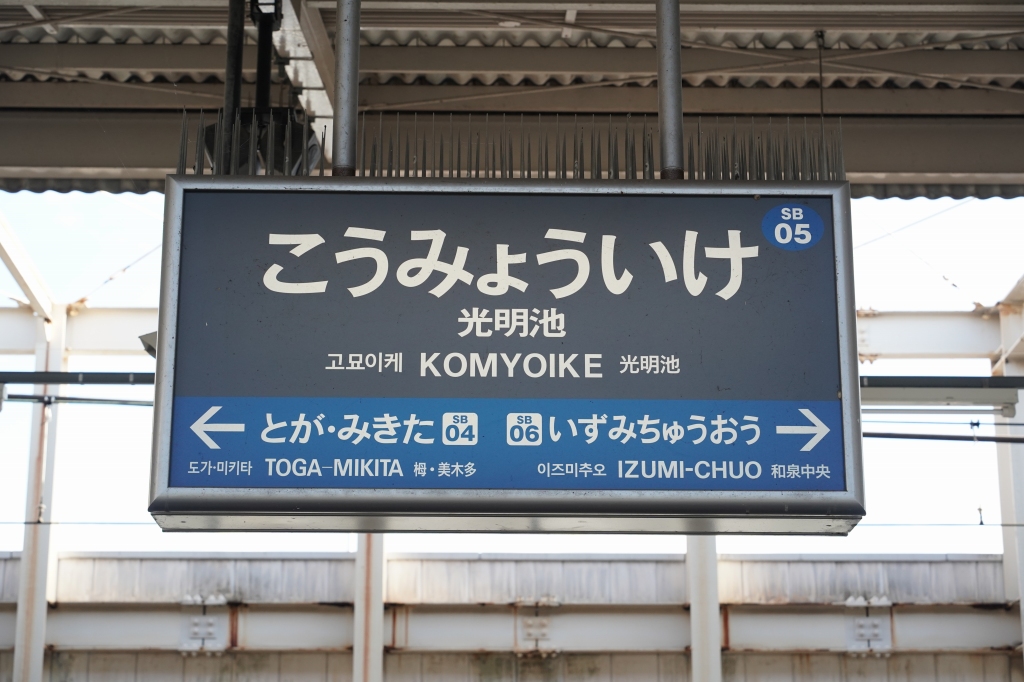 SB
05
こうみょういけ
光明池
고묘이케 KOMYOIKE 光明池
← とが・みきた SB 04 SB 06 いずみちゅうおう →
도가·미키타 TOGA-MIKITA 栂・美木多 이즈미추오 IZUMI-CHUO 和泉中央